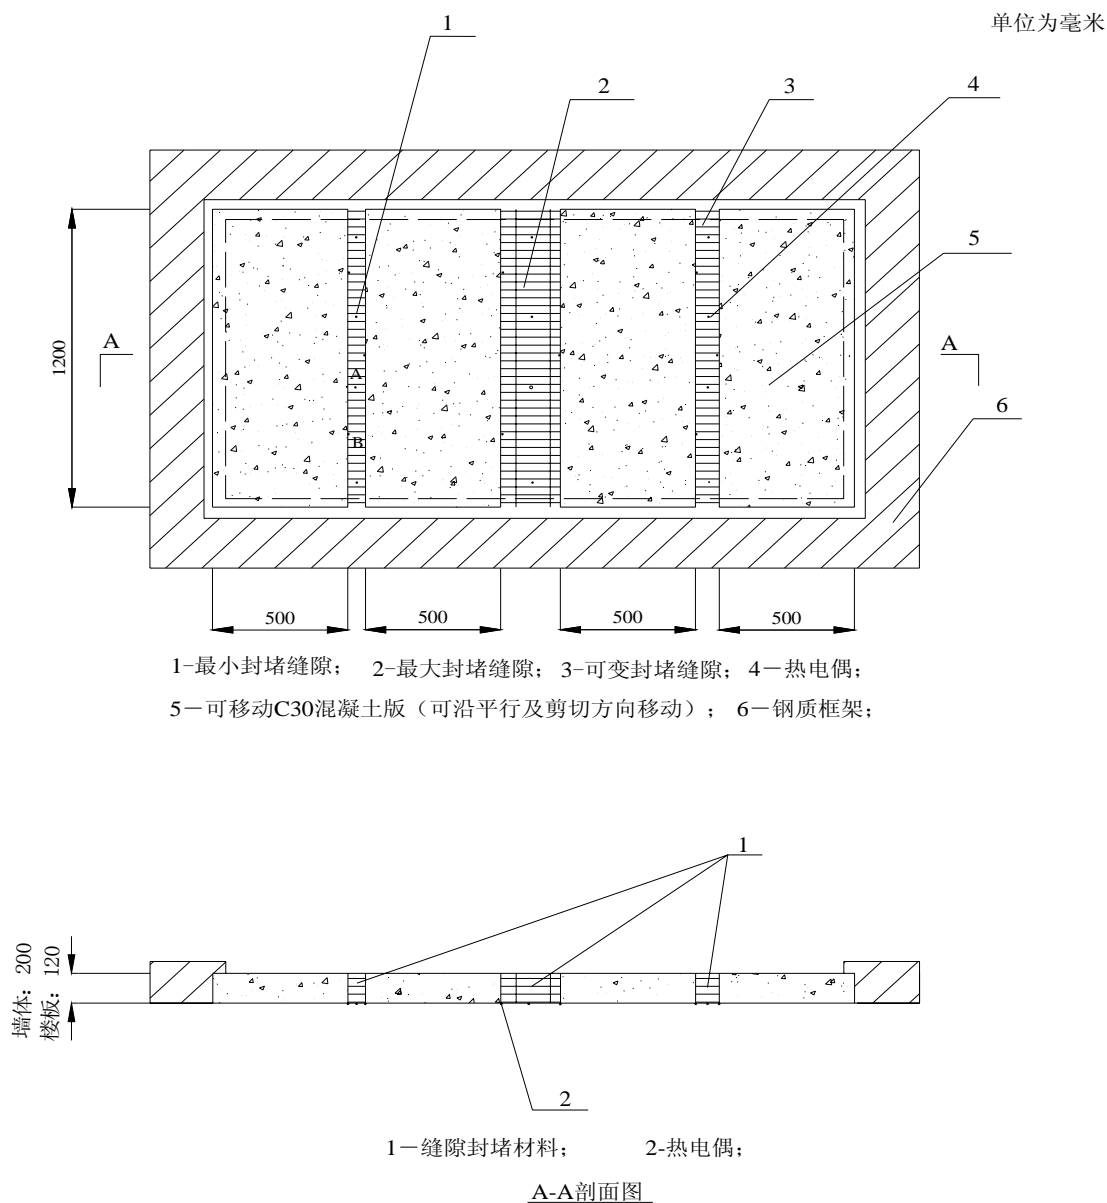 单位为毫米
1
2
3
4
5
A
A
6
1200
A
B
500
500
500
500
1-最小封堵缝隙； 2-最大封堵缝隙； 3-可变封堵缝隙； 4－热电偶；
5－可移动C30混凝土版（可沿平行及剪切方向移动）； 6－钢质框架；
1
墙体：200
楼板：120
2
1－缝隙封堵材料； 2-热电偶；
A-A剖面图